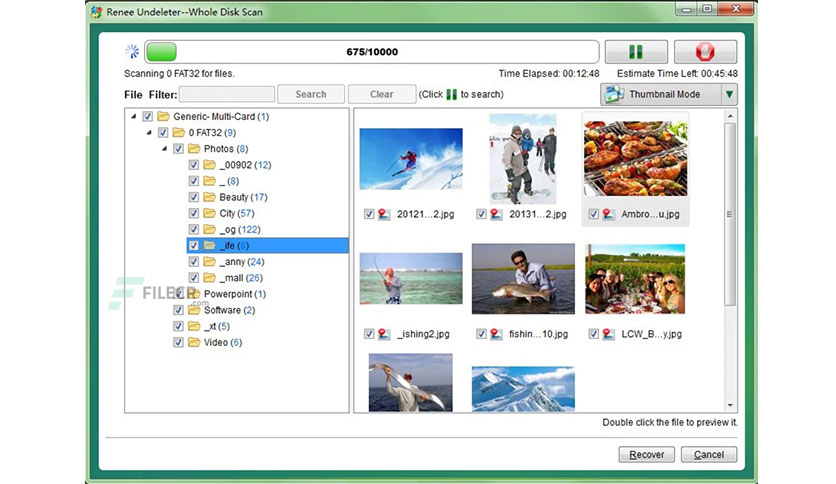 Renee Undeleter--Whole Disk Scan
675/10000
Scanning 0 FAT32 for files.
Time Elapsed: 00:12:48 Estimate Time Left: 00:45:48
File Filter: Search Clear (Click to search) Thumbnail Mode
Generic- Multi-Card (1)
0 FAT32 (9)
Photos (8)
_00902 (12)
_ (8)
Beauty (17)
City (57)
_og (122)
_ife (8)
_anny (24)
_mall (26)
Powerpoint (1)
Software (2)
_xt (5)
Video (6)
FILECR
.com
20121...2.jpg
20131...2.jpg
Ambro...u.jpg
_ishing2.jpg
fishin...10.jpg
LCW_B...y.jpg
Double click the file to preview it.
Recover Cancel